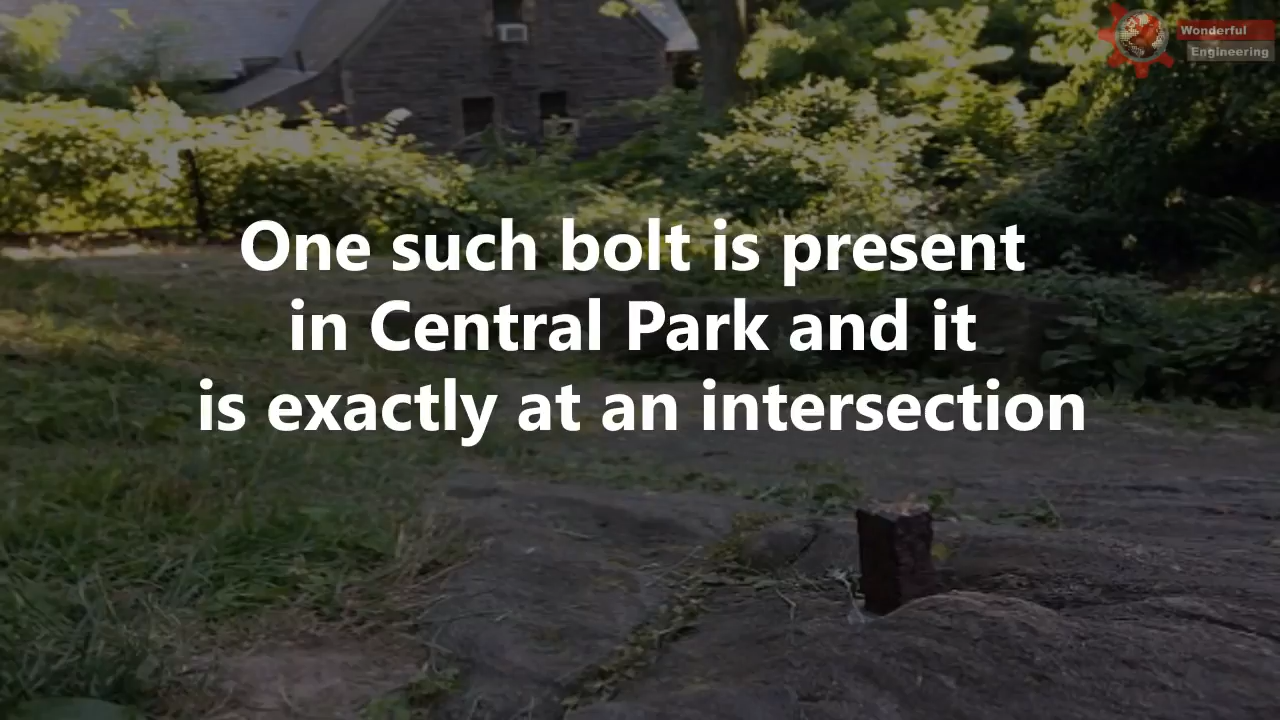 Wonderful
Engineering
One such bolt is present
in Central Park and it
is exactly at an intersection